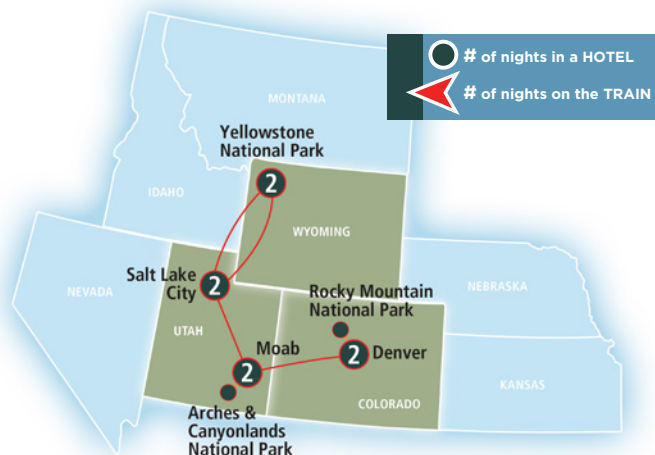 # of nights in a HOTEL
# of nights on the TRAIN
MONTANA
Yellowstone
National Park
2
IDAHO
WYOMING
Salt Lake
City
2
NEVADA
NEBRASKA
Rocky Mountain
National Park
UTAH
Moab
2
2
Denver
KANSAS
COLORADO
Arches &
Canyonlands
National Park